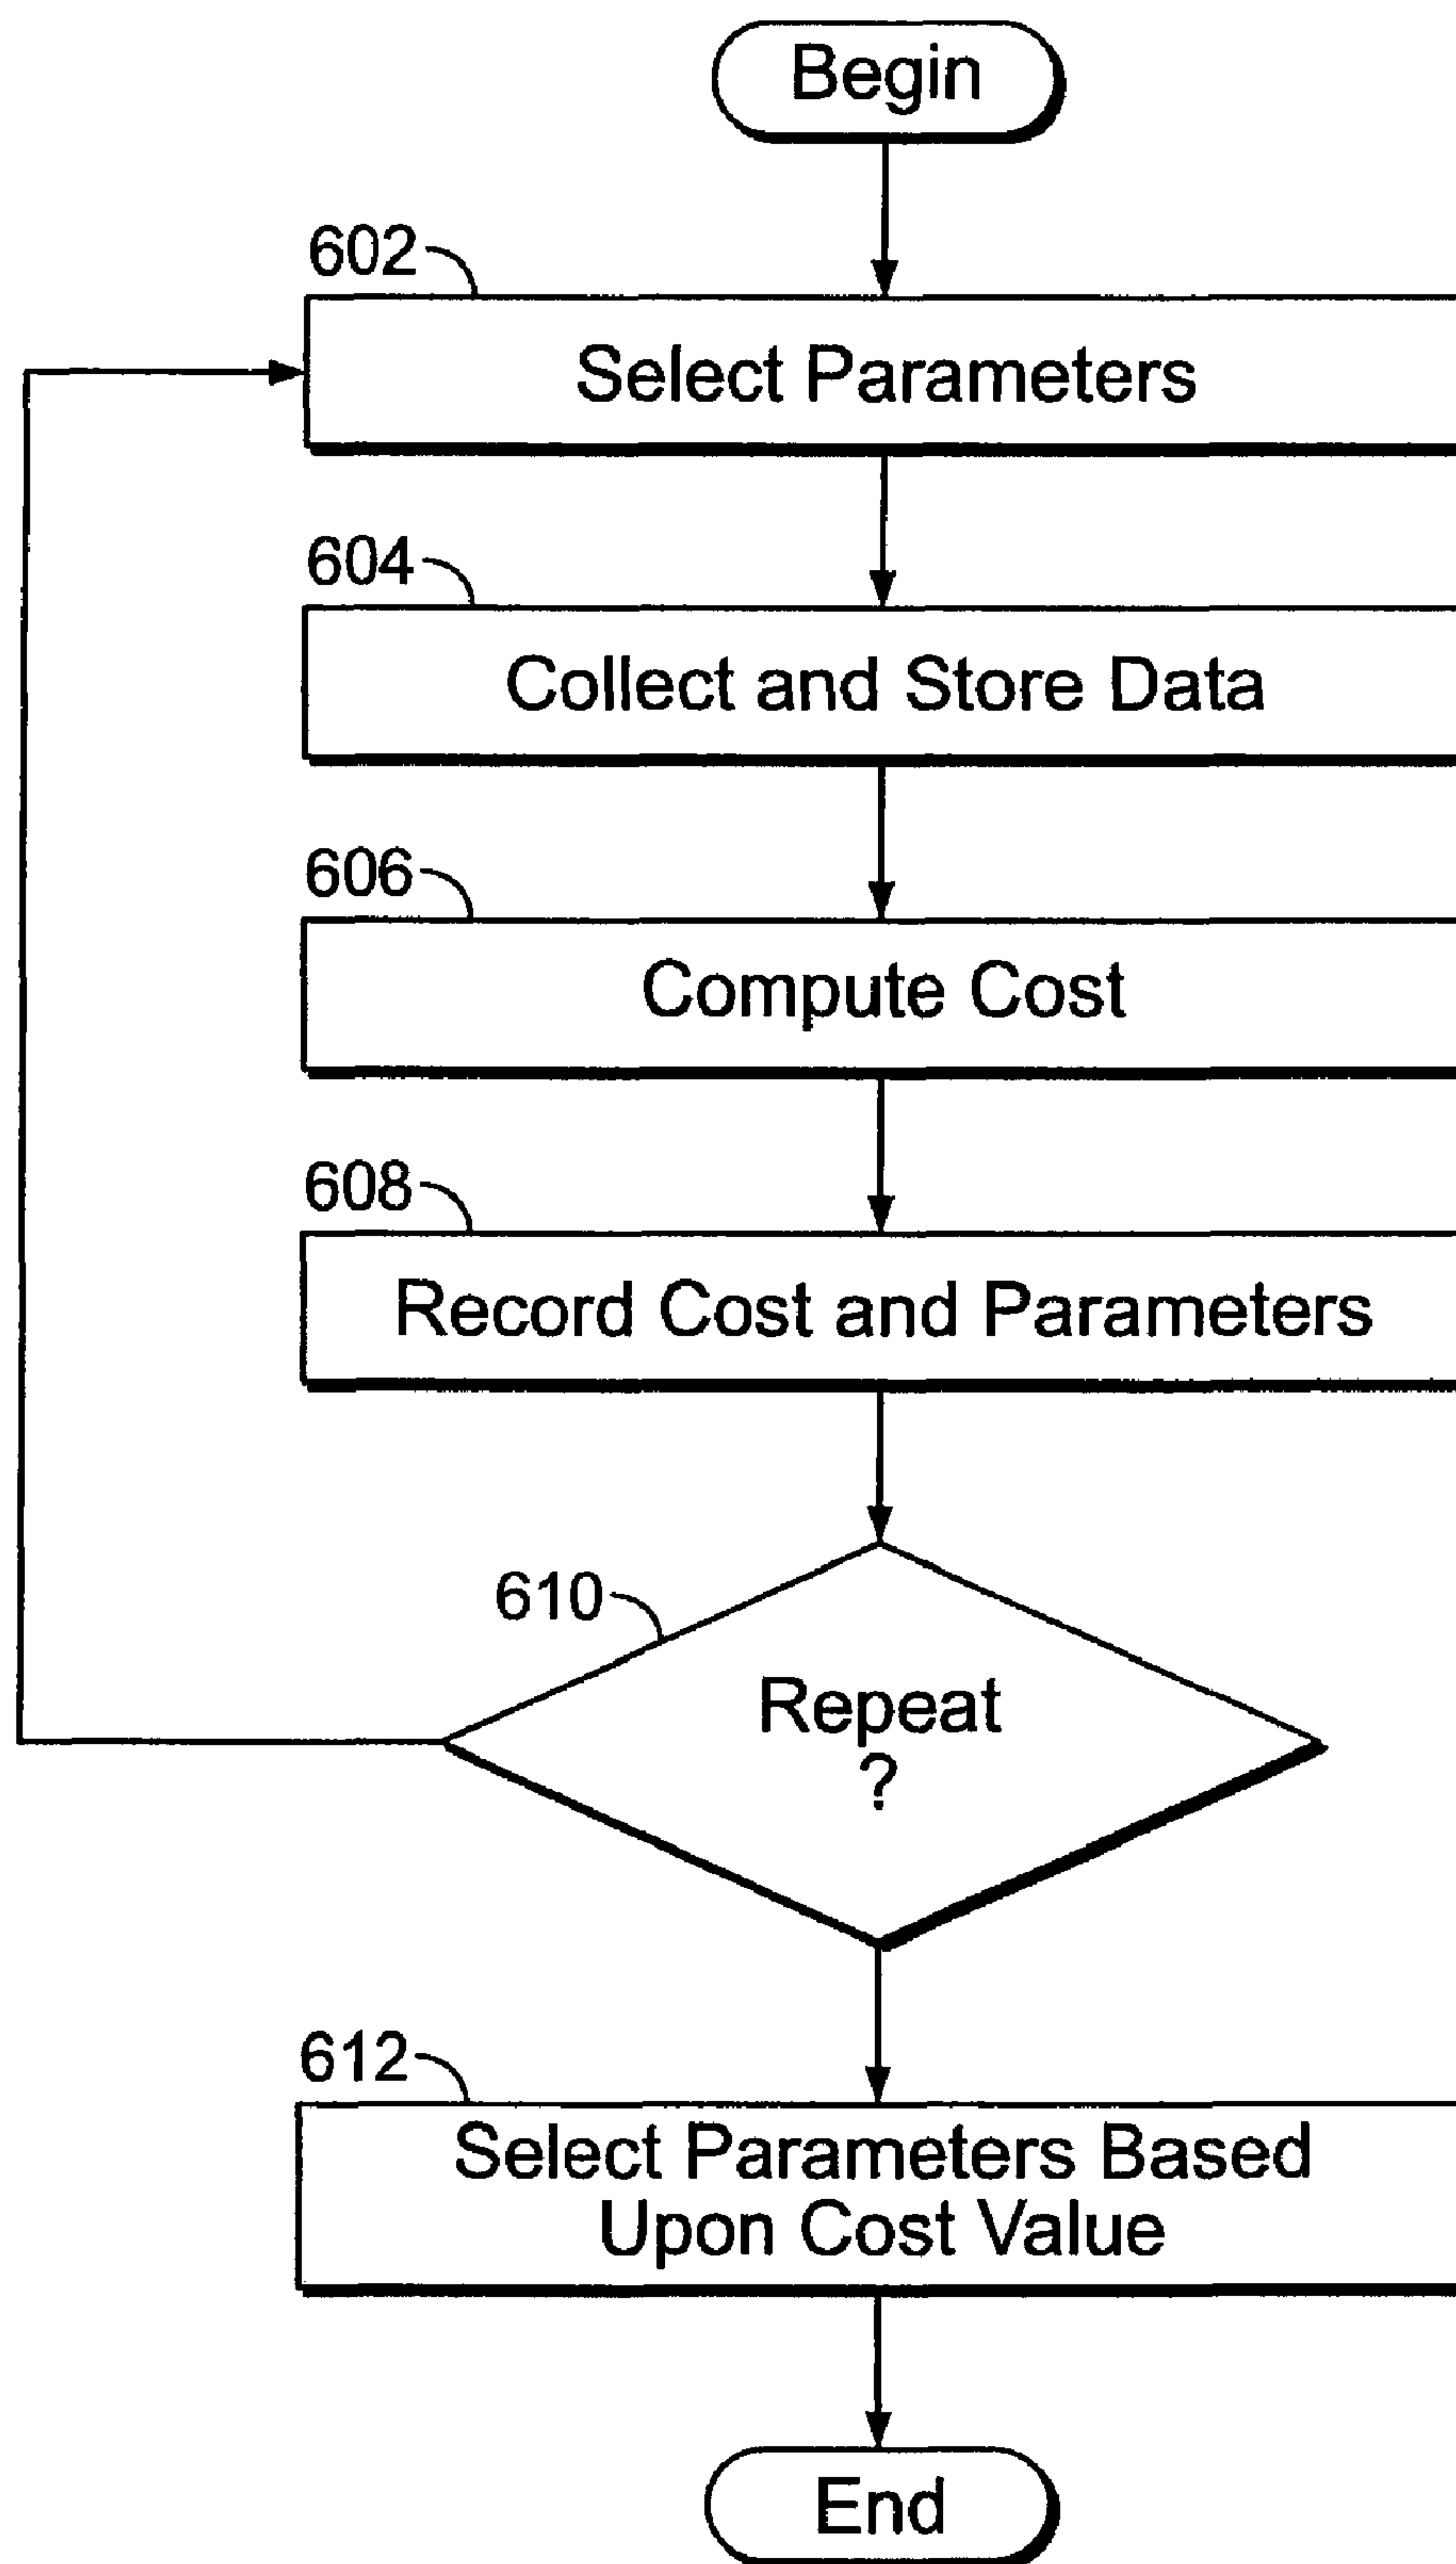 Begin
602
Select Parameters
604
Collect and Store Data
606
Compute Cost
608
Record Cost and Parameters
610
Repeat
?
612
Select Parameters Based
Upon Cost Value
End